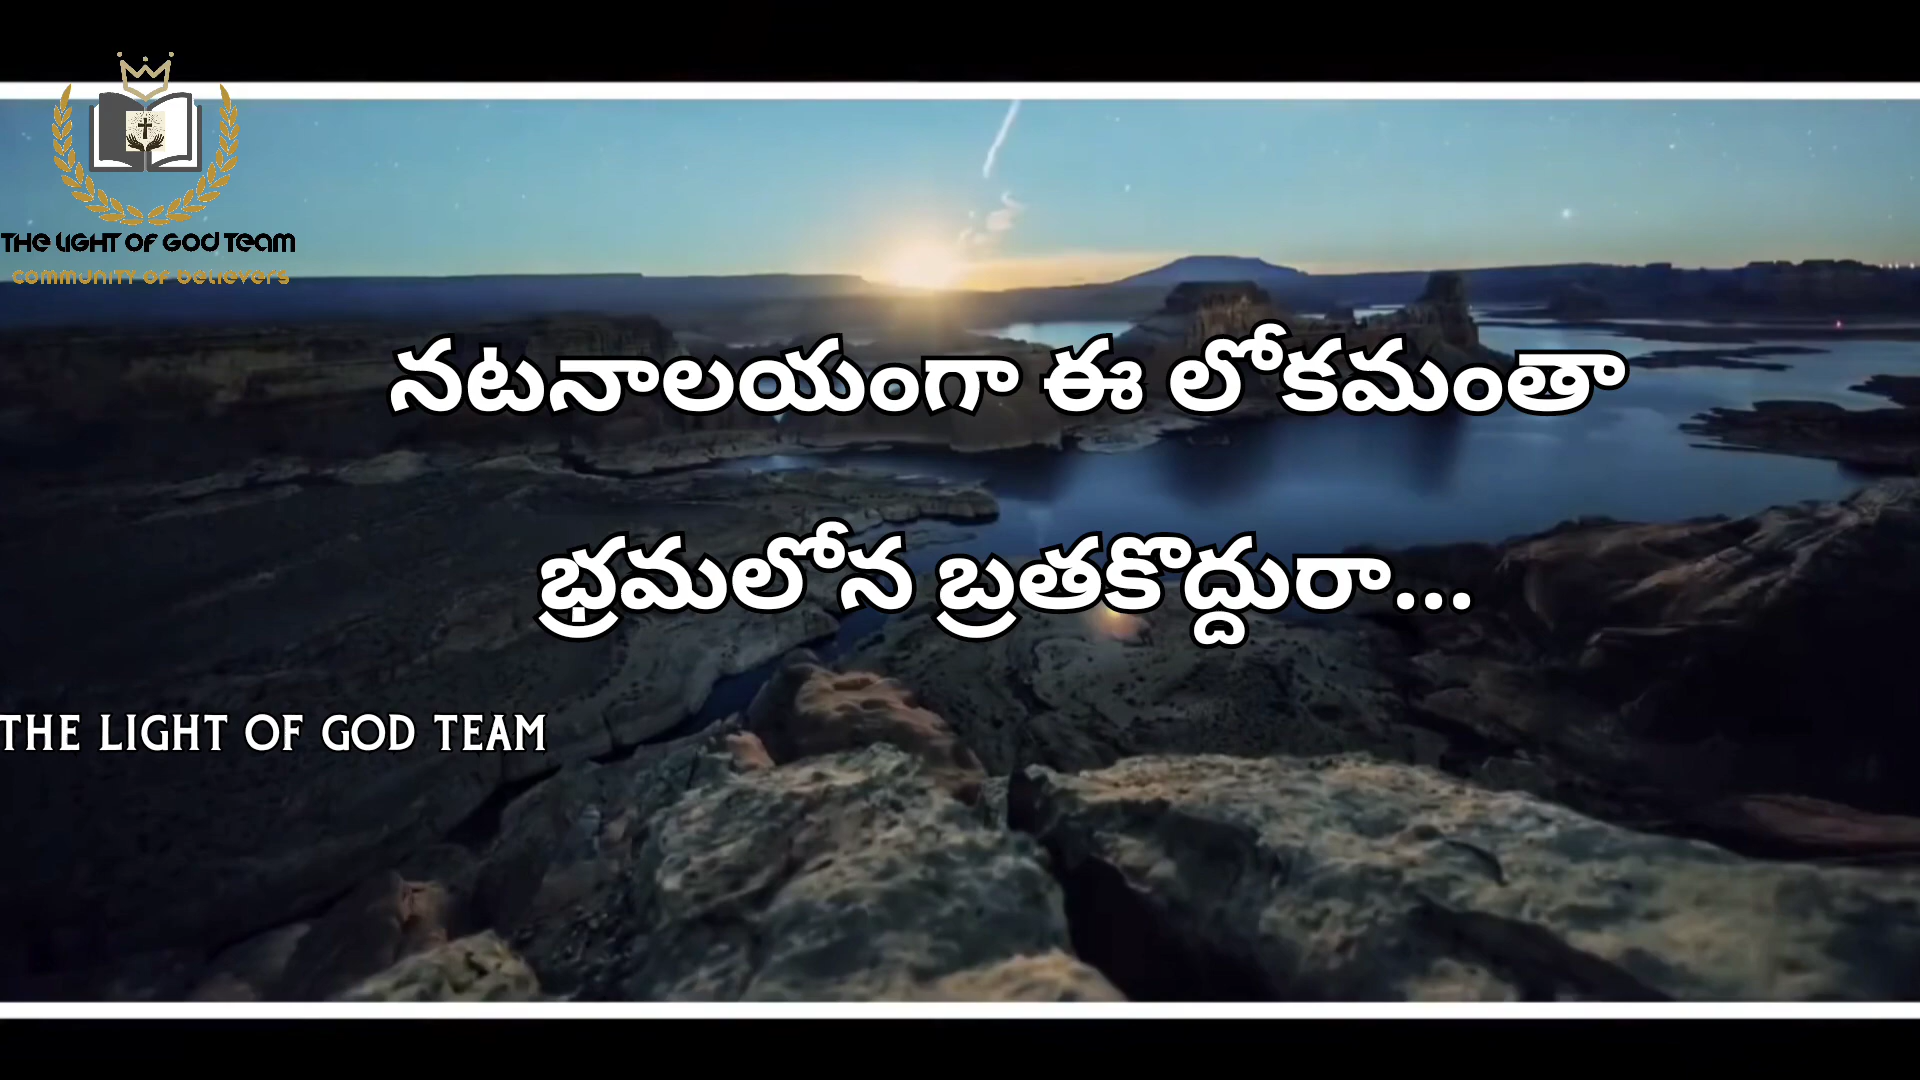 THE LIGHT OF GOD TEAM
COMMUNITY OF BELIEVERS
నటనాలయంగా ఈ లోకమంతా
భ్రమలోన బ్రతకొద్దురా...
THE LIGHT OF GOD TEAM